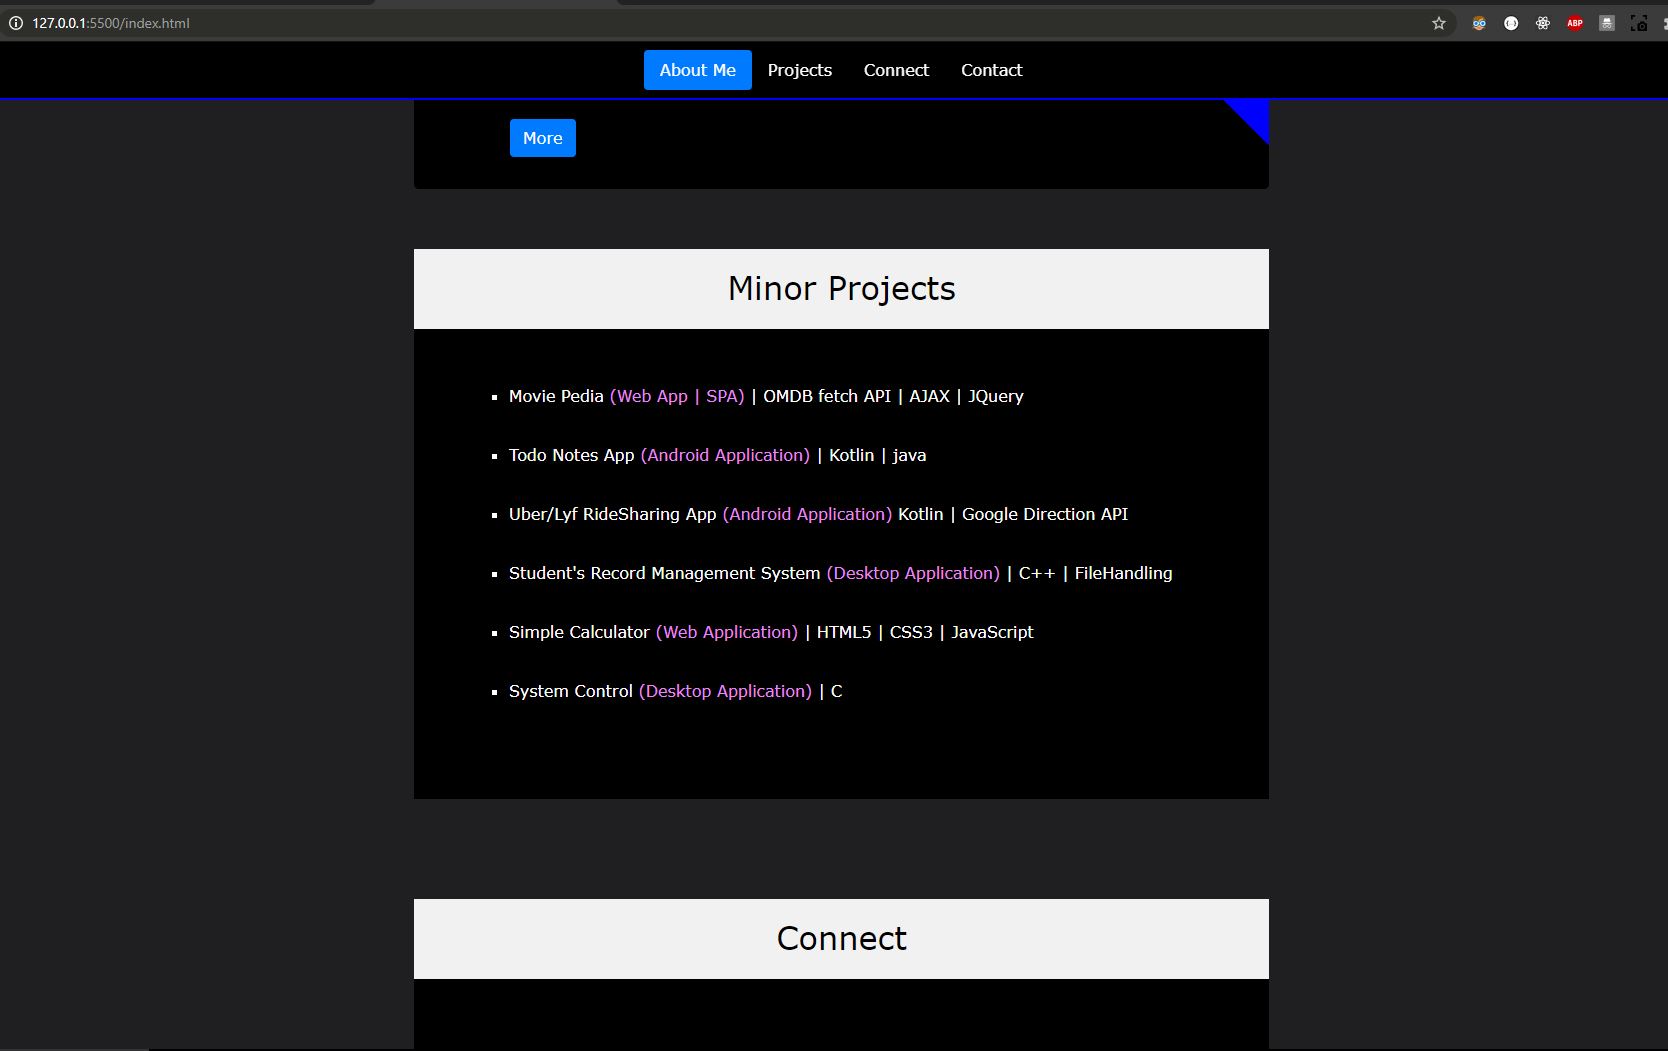 127.0.0.1:5500/index.html
ABP
About Me Projects Connect Contact
More
Minor Projects
Movie Pedia (Web App | SPA) | OMDB fetch API | AJAX | JQuery
Todo Notes App (Android Application) | Kotlin | java
Uber/Lyf RideSharing App (Android Application) Kotlin | Google Direction API
Student's Record Management System (Desktop Application) | C++ | FileHandling
Simple Calculator (Web Application) | HTML5 | CSS3 | JavaScript
System Control (Desktop Application) | C
Connect